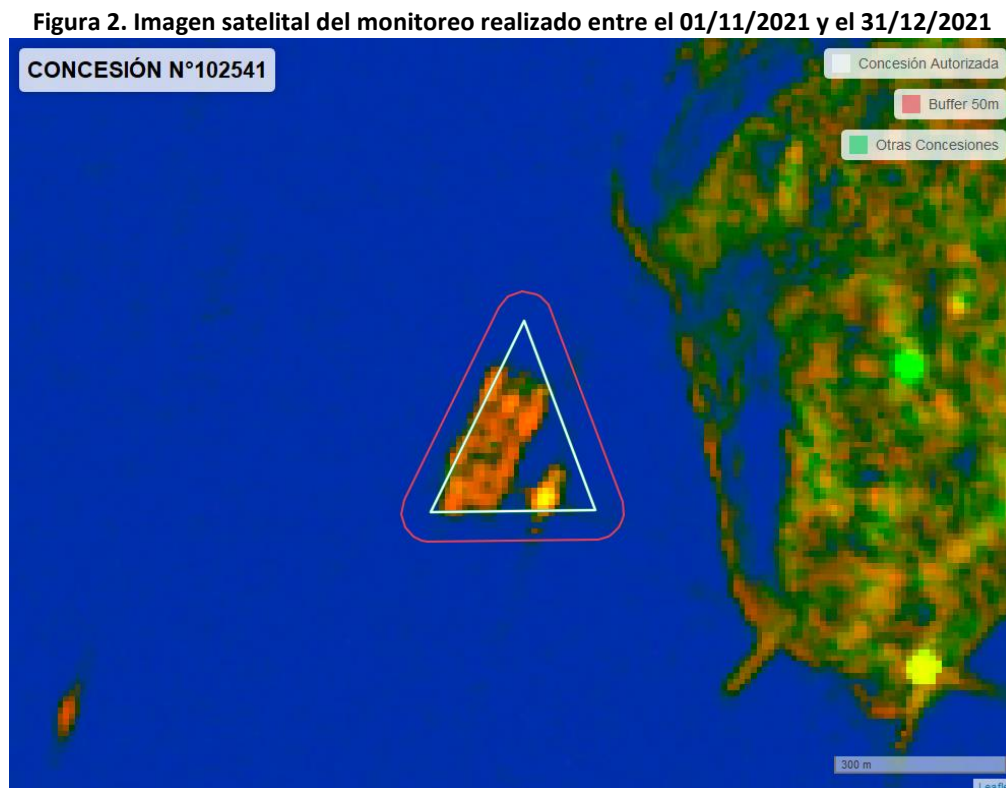 Figura 2. Imagen satelital del monitoreo realizado entre el 01/11/2021 y el 31/12/2021
CONCESIÓN N°102541
Concesión Autorizada
Buffer 50m
Otras Concesiones
300 m